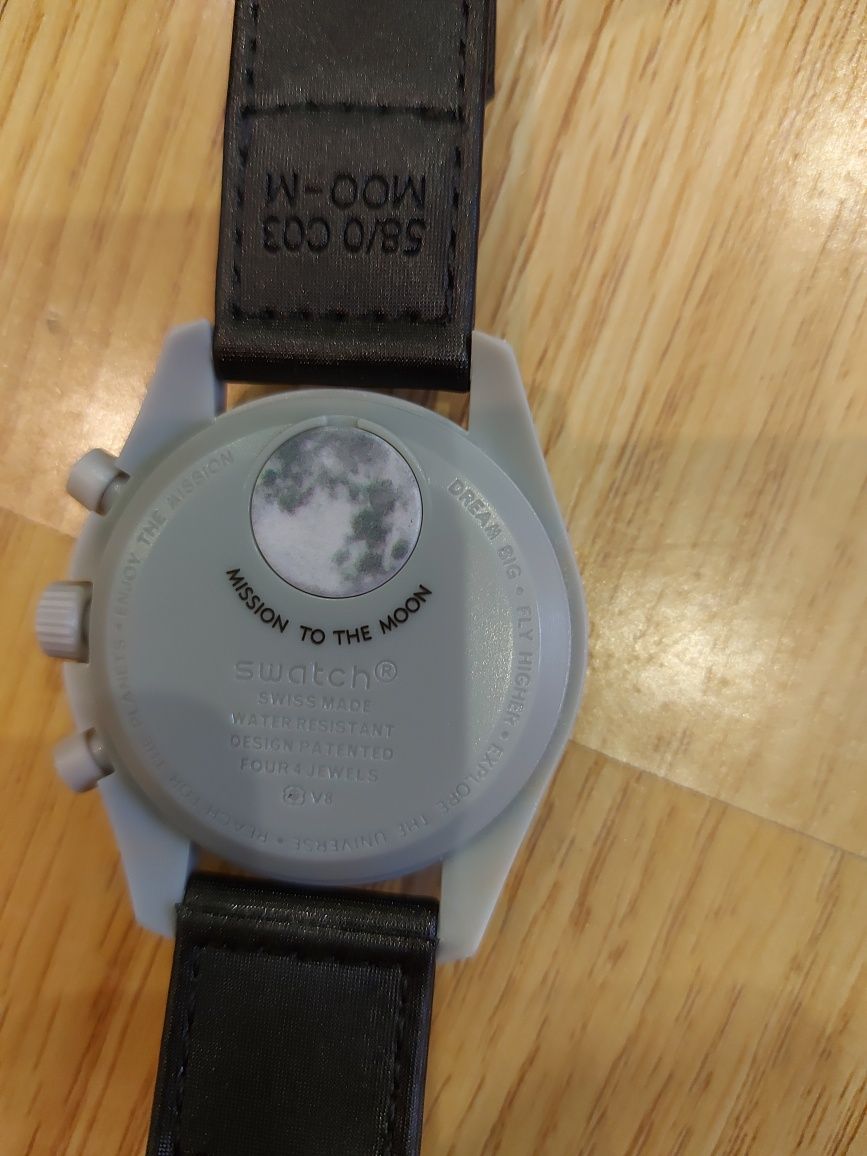 58/0 C03
MOO-M
DREAM BIG • FLY HIGHER • EXPLORE THE UNIVERSE • REACH FOR THE PLANETS • ENJOY THE MISSION
MISSION TO THE MOON
swatch®
SWISS MADE
WATER RESISTANT
DESIGN PATENTED
FOUR 4 JEWELS
V8